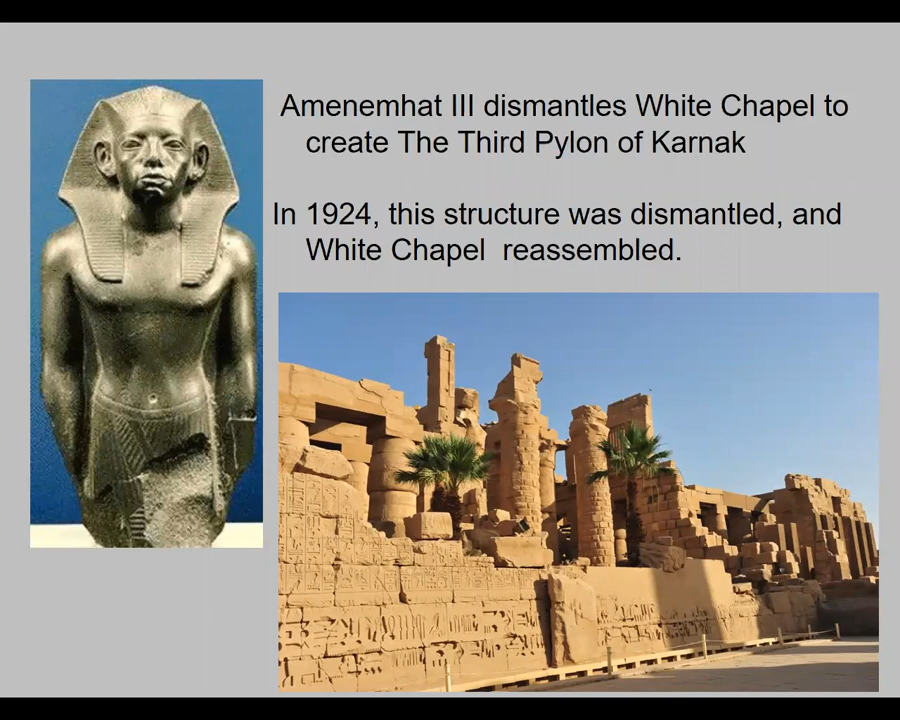 Amenemhat III dismantles White Chapel to
create The Third Pylon of Karnak
In 1924, this structure was dismantled, and
White Chapel reassembled.